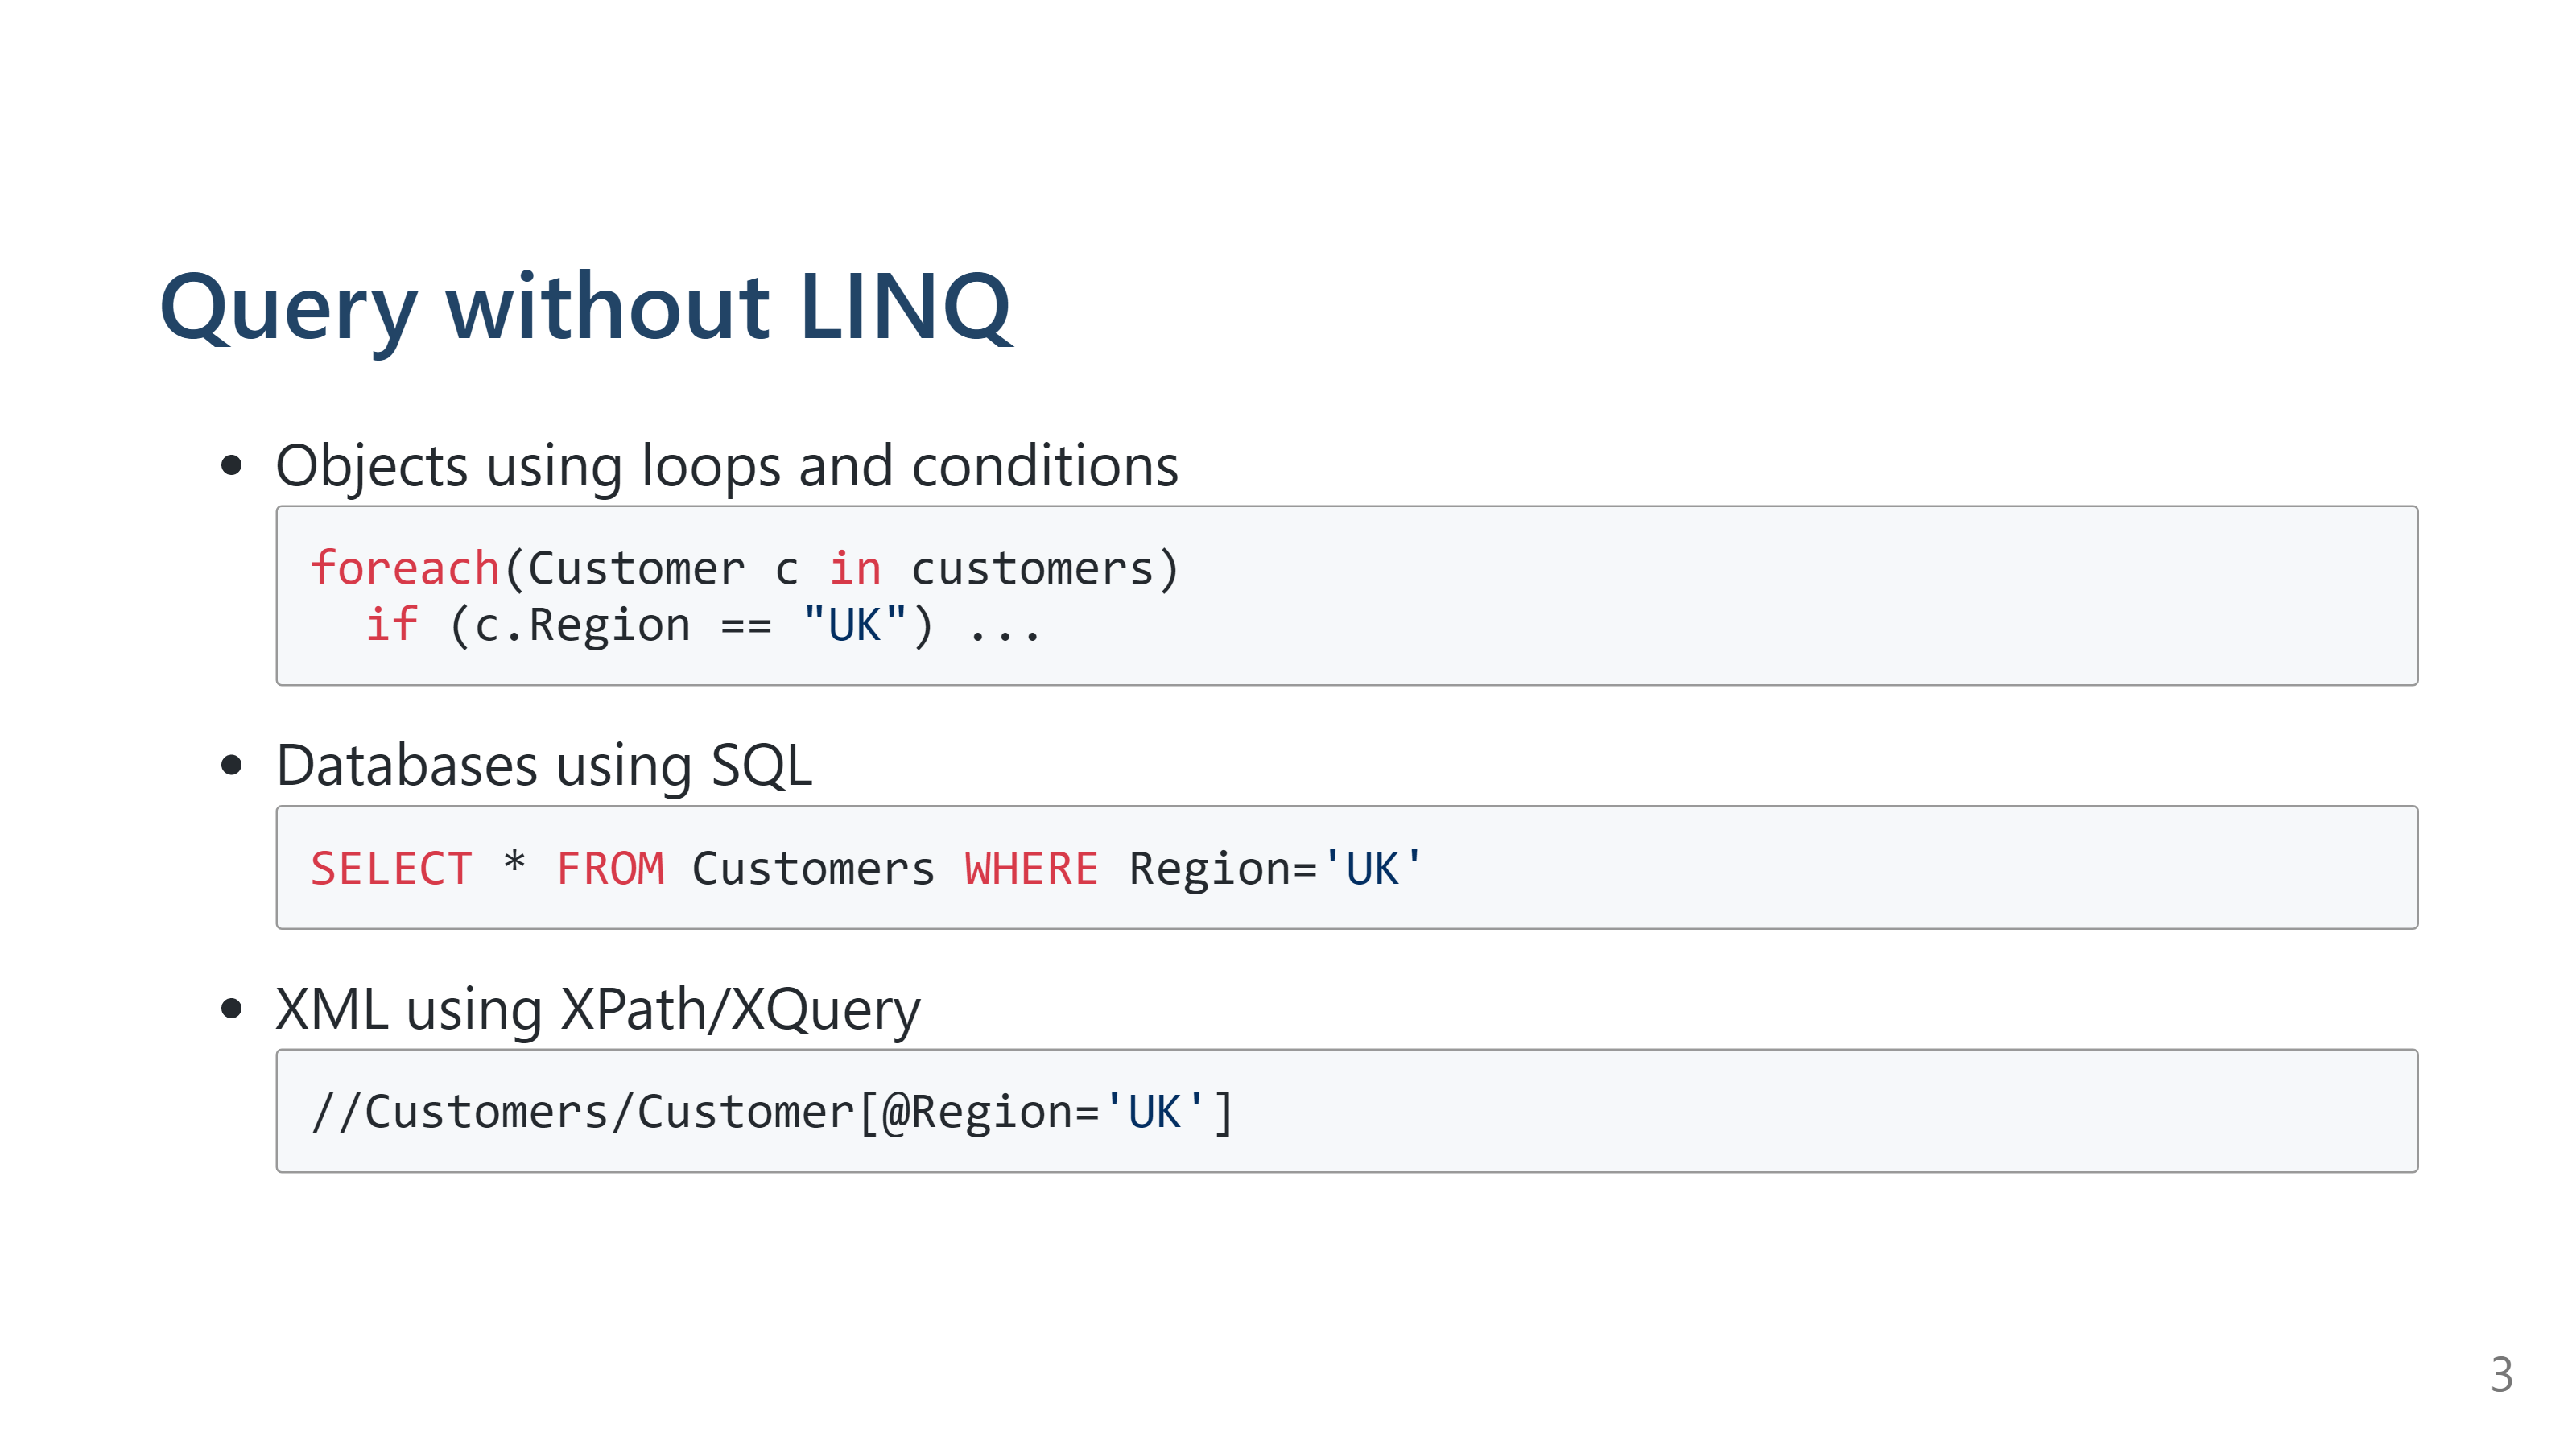 Query without LINQ
• Objects using loops and conditions
foreach(Customer c in customers)
  if (c.Region == "UK") ...
• Databases using SQL
SELECT * FROM Customers WHERE Region='UK'
• XML using XPath/XQuery
//Customers/Customer[@Region='UK']
3